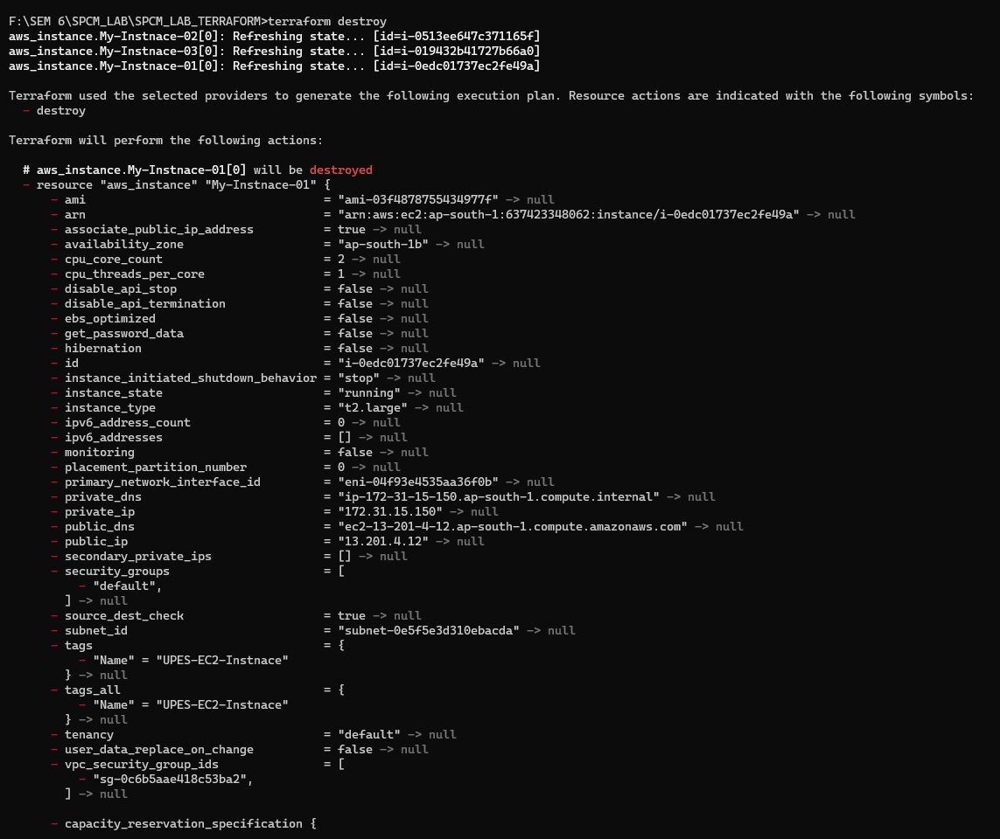 F:\SEM 6\SPCM_LAB\SPCM_LAB_TERRAFORM>terraform destroy
aws_instance.My-Instnace-02[0]: Refreshing state... [id=i-0513ee647c371165f]
aws_instance.My-Instnace-03[0]: Refreshing state... [id=i-019432b41727b66a0]
aws_instance.My-Instnace-01[0]: Refreshing state... [id=i-0edc01737ec2fe49a]

Terraform used the selected providers to generate the following execution plan. Resource actions are indicated with the following symbols:
  - destroy

Terraform will perform the following actions:

  # aws_instance.My-Instnace-01[0] will be destroyed
  - resource "aws_instance" "My-Instnace-01" {
      - ami                                  = "ami-03f4878755434977f" -> null
      - arn                                  = "arn:aws:ec2:ap-south-1:637423348062:instance/i-0edc01737ec2fe49a" -> null
      - associate_public_ip_address          = true -> null
      - availability_zone                    = "ap-south-1b" -> null
      - cpu_core_count                       = 2 -> null
      - cpu_threads_per_core                 = 1 -> null
      - disable_api_stop                     = false -> null
      - disable_api_termination              = false -> null
      - ebs_optimized                        = false -> null
      - get_password_data                    = false -> null
      - hibernation                          = false -> null
      - id                                   = "i-0edc01737ec2fe49a" -> null
      - instance_initiated_shutdown_behavior = "stop" -> null
      - instance_state                       = "running" -> null
      - instance_type                        = "t2.large" -> null
      - ipv6_address_count                   = 0 -> null
      - ipv6_addresses                       = [] -> null
      - monitoring                           = false -> null
      - placement_partition_number           = 0 -> null
      - primary_network_interface_id         = "eni-04f93e4535aa36f0b" -> null
      - private_dns                          = "ip-172-31-15-150.ap-south-1.compute.internal" -> null
      - private_ip                           = "172.31.15.150" -> null
      - public_dns                           = "ec2-13-201-4-12.ap-south-1.compute.amazonaws.com" -> null
      - public_ip                            = "13.201.4.12" -> null
      - secondary_private_ips                = [] -> null
      - security_groups                      = [
          - "default",
        ] -> null
      - source_dest_check                    = true -> null
      - subnet_id                            = "subnet-0e5f5e3d310ebacda" -> null
      - tags                                 = {
          - "Name" = "UPES-EC2-Instnace"
        } -> null
      - tags_all                             = {
          - "Name" = "UPES-EC2-Instnace"
        } -> null
      - tenancy                              = "default" -> null
      - user_data_replace_on_change          = false -> null
      - vpc_security_group_ids               = [
          - "sg-0c6b5aae418c53ba2",
        ] -> null

      - capacity_reservation_specification {